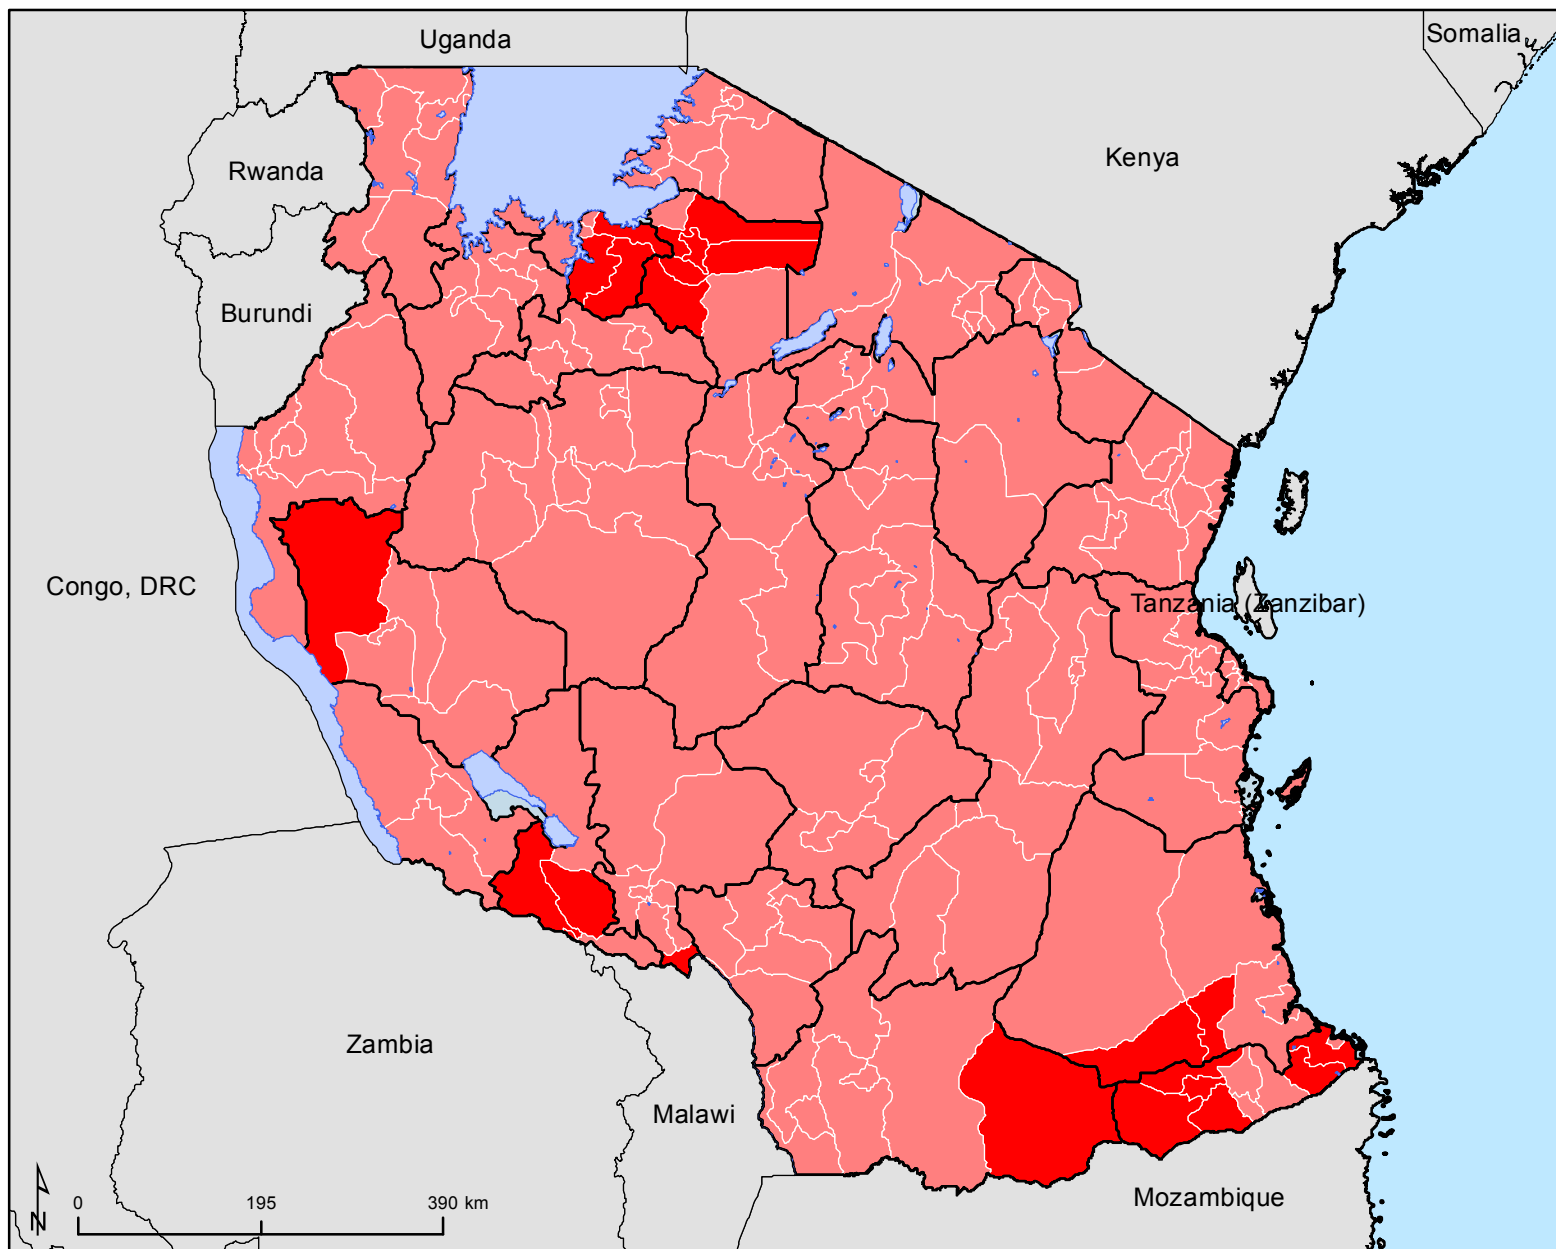 Uganda
Somalia
Kenya
Rwanda
Burundi
Congo, DRC
Tanzania (Zanzibar)
Zambia
Malawi
Mozambique
N
0 195 390 km